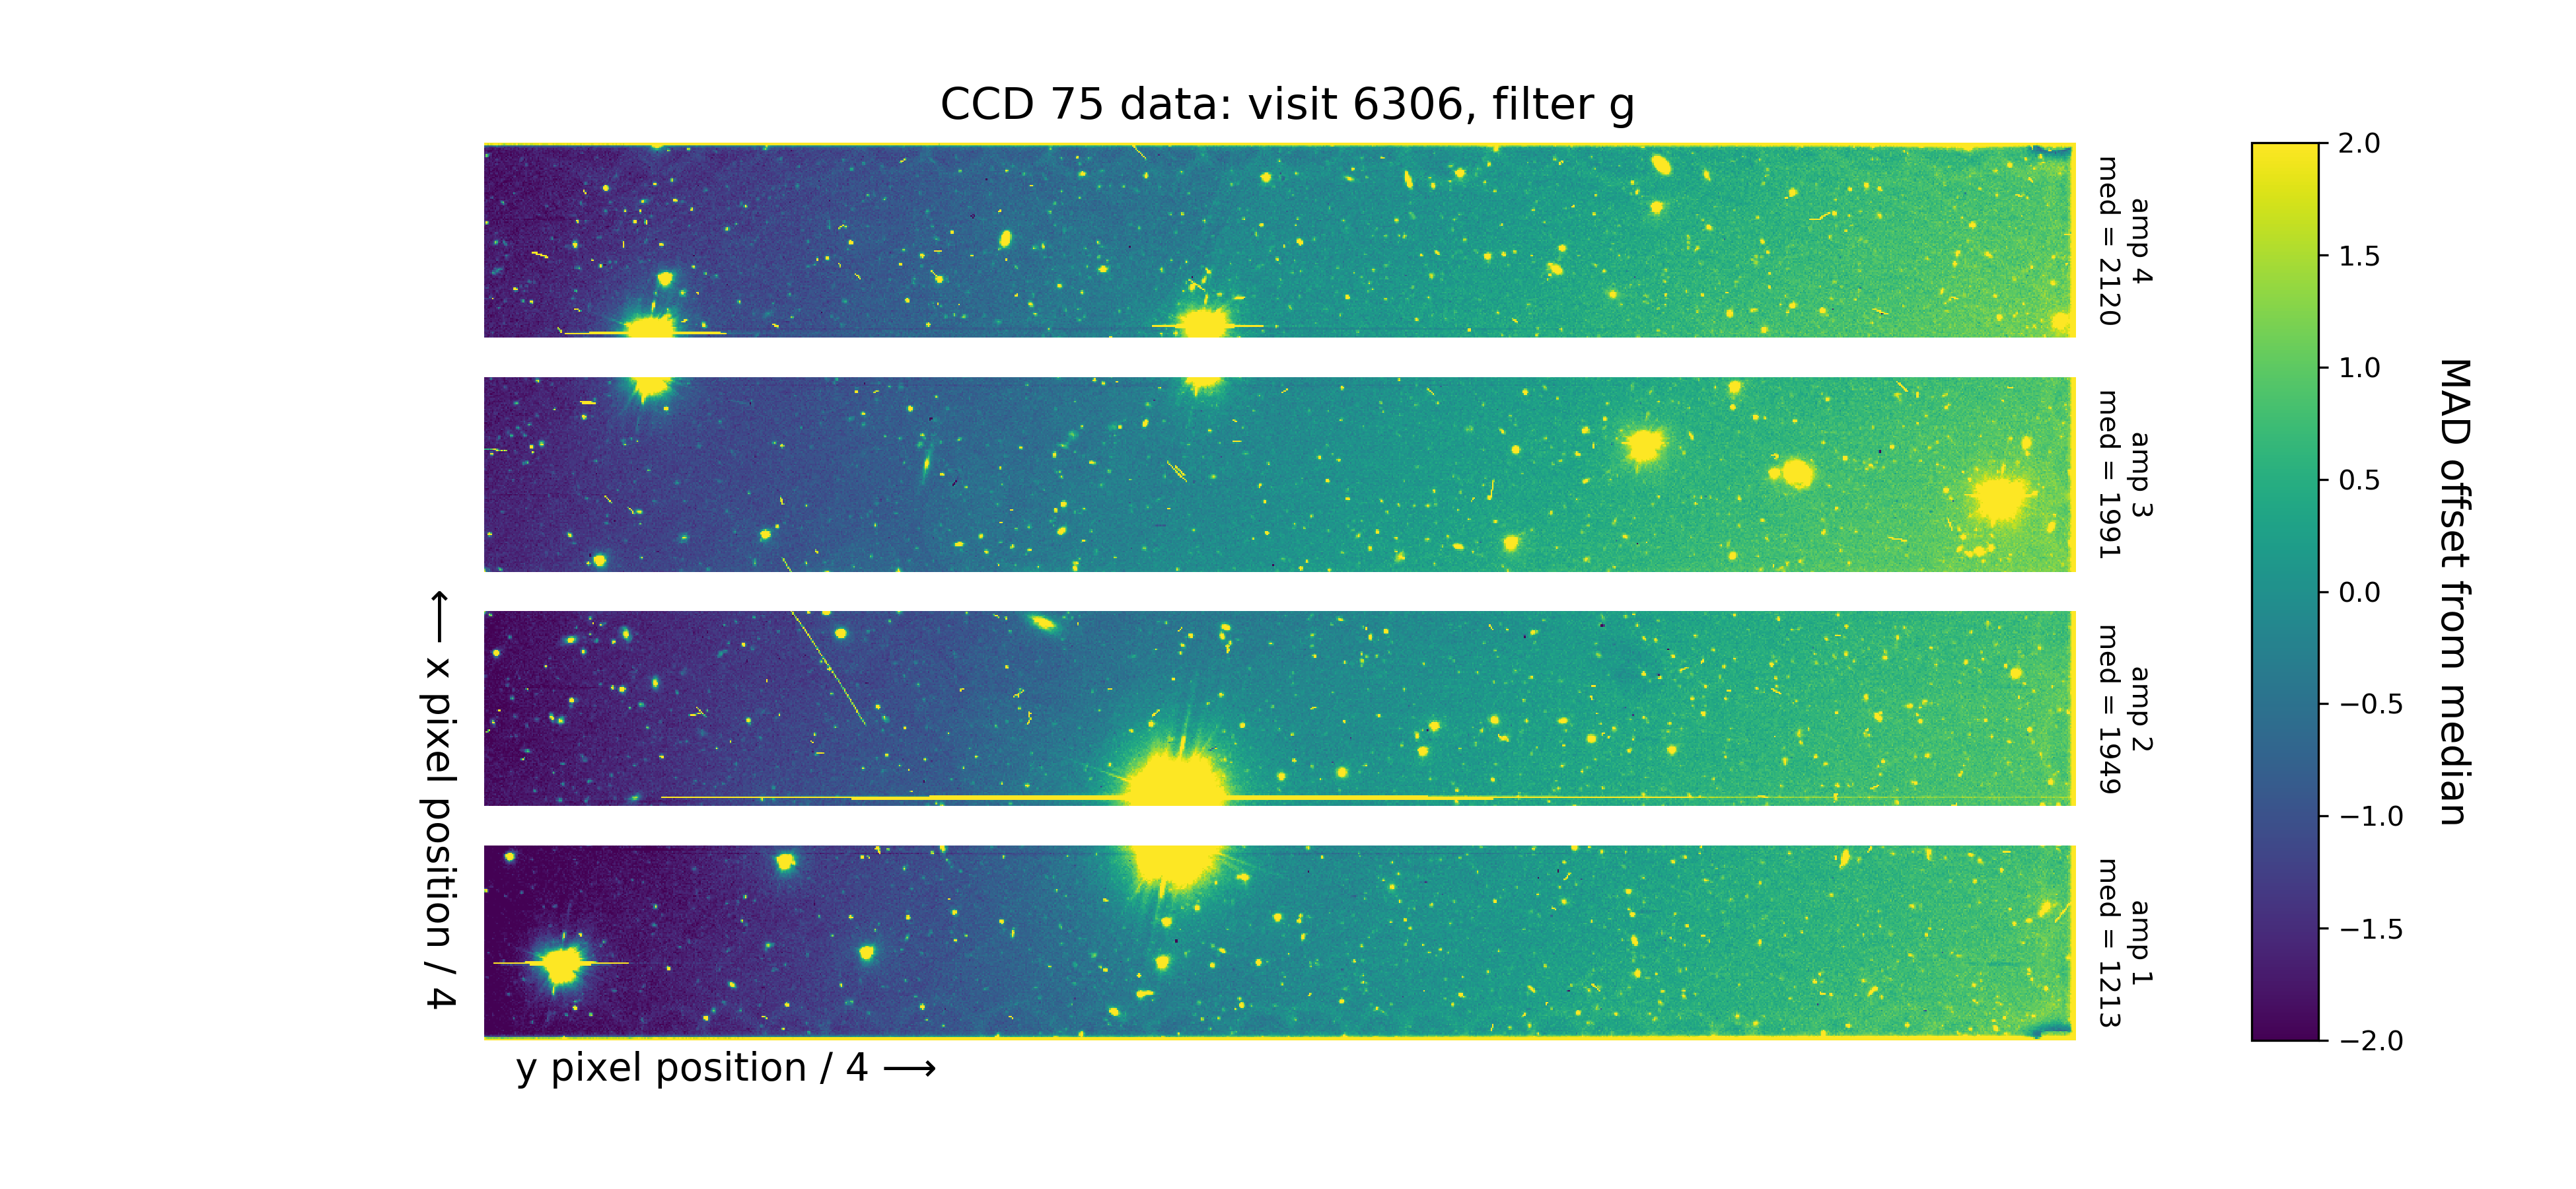 CCD 75 data: visit 6306, filter g
amp 4
med = 2120
amp 3
med = 1991
amp 2
med = 1949
amp 1
med = 1213
⟵ x pixel position / 4
y pixel position / 4 ⟶
2.0
1.5
1.0
0.5
0.0
−0.5
−1.0
−1.5
−2.0
MAD offset from median